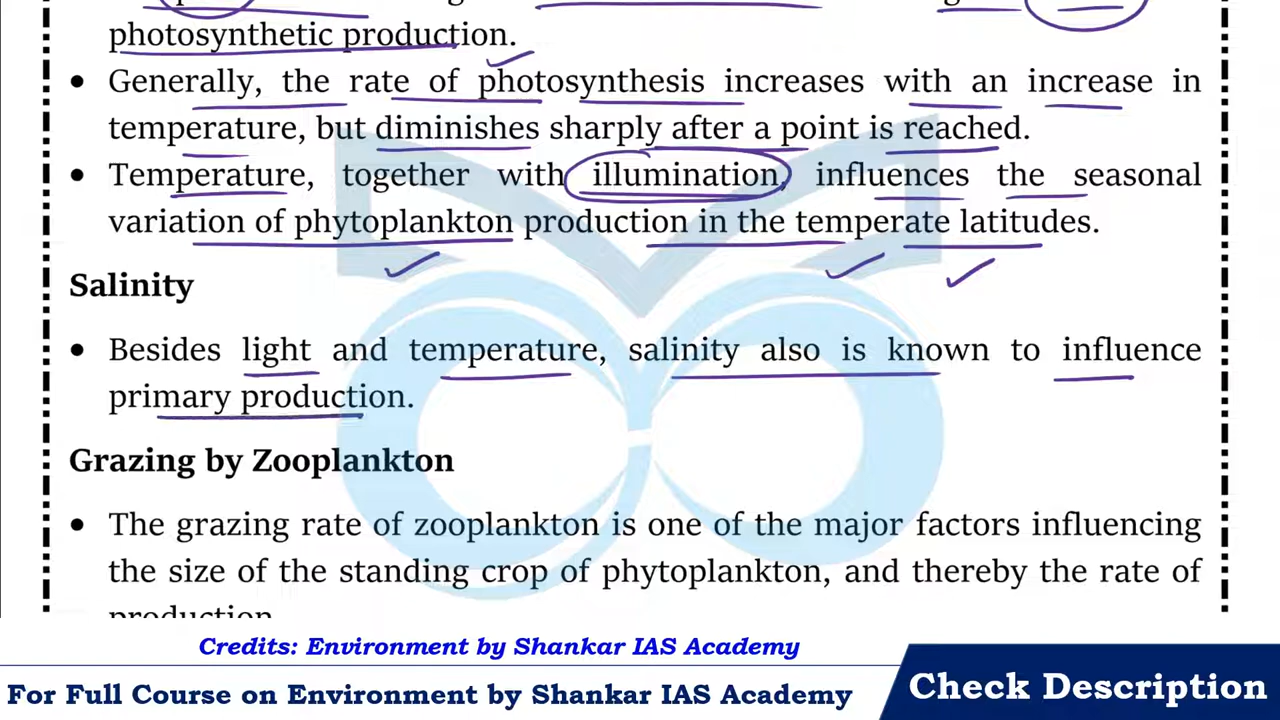 photosynthetic production.
• Generally, the rate of photosynthesis increases with an increase in
temperature, but diminishes sharply after a point is reached.
• Temperature, together with illumination, influences the seasonal
variation of phytoplankton production in the temperate latitudes.
Salinity
• Besides light and temperature, salinity also is known to influence
primary production.
Grazing by Zooplankton
• The grazing rate of zooplankton is one of the major factors influencing
the size of the standing crop of phytoplankton, and thereby the rate of
production
Credits: Environment by Shankar IAS Academy
For Full Course on Environment by Shankar IAS Academy
Check Description